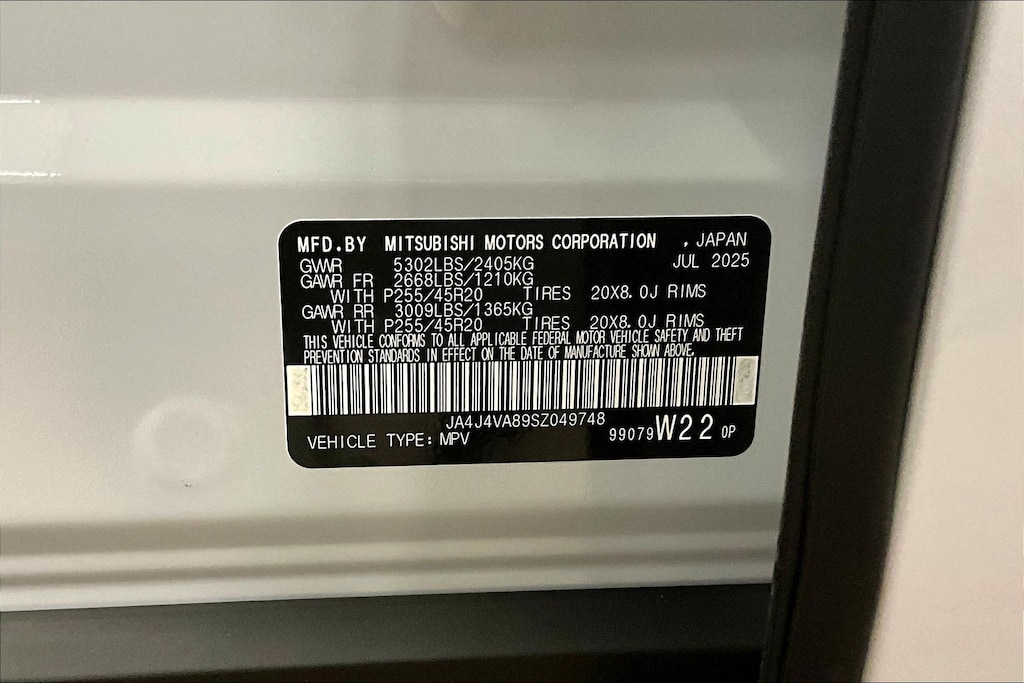 MFD.BY MITSUBISHI MOTORS CORPORATION , JAPAN
GVWR 5302LBS/2405KG JUL 2025
GAWR FR 2668LBS/1210KG
WITH P255/45R20 TIRES 20X8.0J RIMS
GAWR RR 3009LBS/1365KG
WITH P255/45R20 TIRES 20X8.0J RIMS
THIS VEHICLE CONFORMS TO ALL APPLICABLE FEDERAL MOTOR VEHICLE SAFETY AND THEFT
PREVENTION STANDARDS IN EFFECT ON THE DATE OF MANUFACTURE SHOWN ABOVE.
JA4J4VA89SZ049748
VEHICLE TYPE: MPV 99079 W22 0P